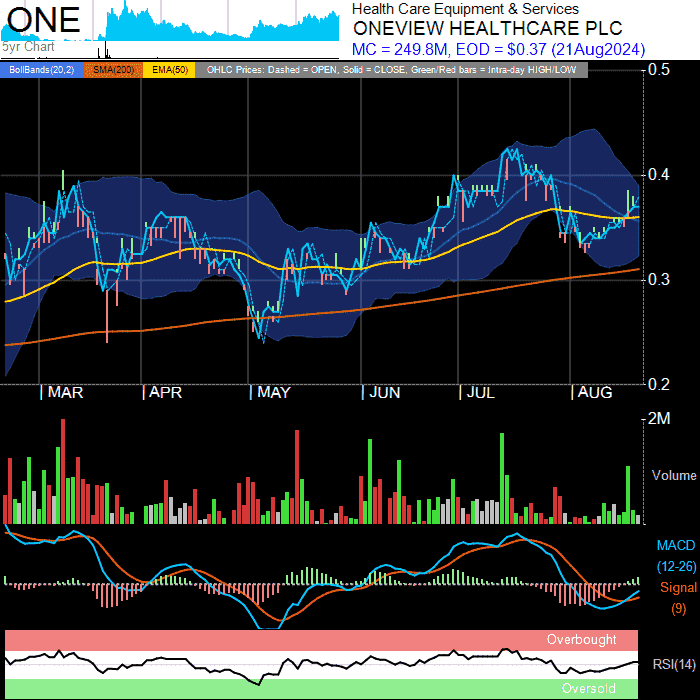 ONE
5yr Chart
Health Care Equipment & Services
ONEVIEW HEALTHCARE PLC
MC = 249.8M, EOD = $0.37 (21Aug2024)
BollBands(20,2) SMA(200) EMA(50) OHLC Prices: Dashed = OPEN, Solid = CLOSE, Green/Red bars = Intra-day HIGH/LOW
0.5
0.4
0.3
0.2
MAR APR MAY JUN JUL AUG
2M
Volume
MACD
(12-26)
Signal
(9)
Overbought
RSI(14)
Oversold